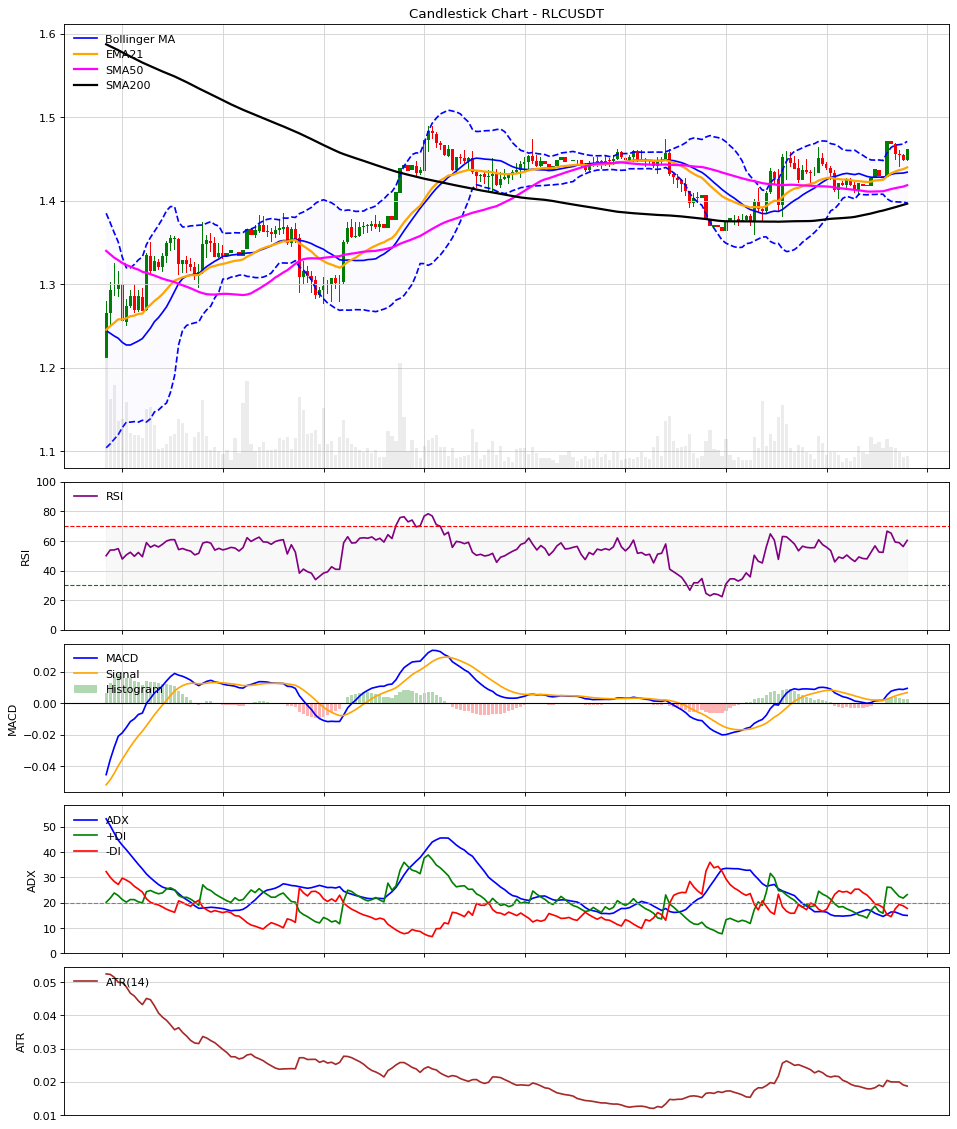 Candlestick Chart - RLCUSDT
1.6
1.5
1.4
1.3
1.2
1.1
Bollinger MA
EMA21
SMA50
SMA200
100
80
60
40
20
0
RSI
RSI
0.02
0.00
−0.02
−0.04
MACD
MACD
Signal
Histogram
50
40
30
20
10
0
ADX
ADX
+DI
-DI
0.05
0.04
0.03
0.02
0.01
ATR
ATR(14)